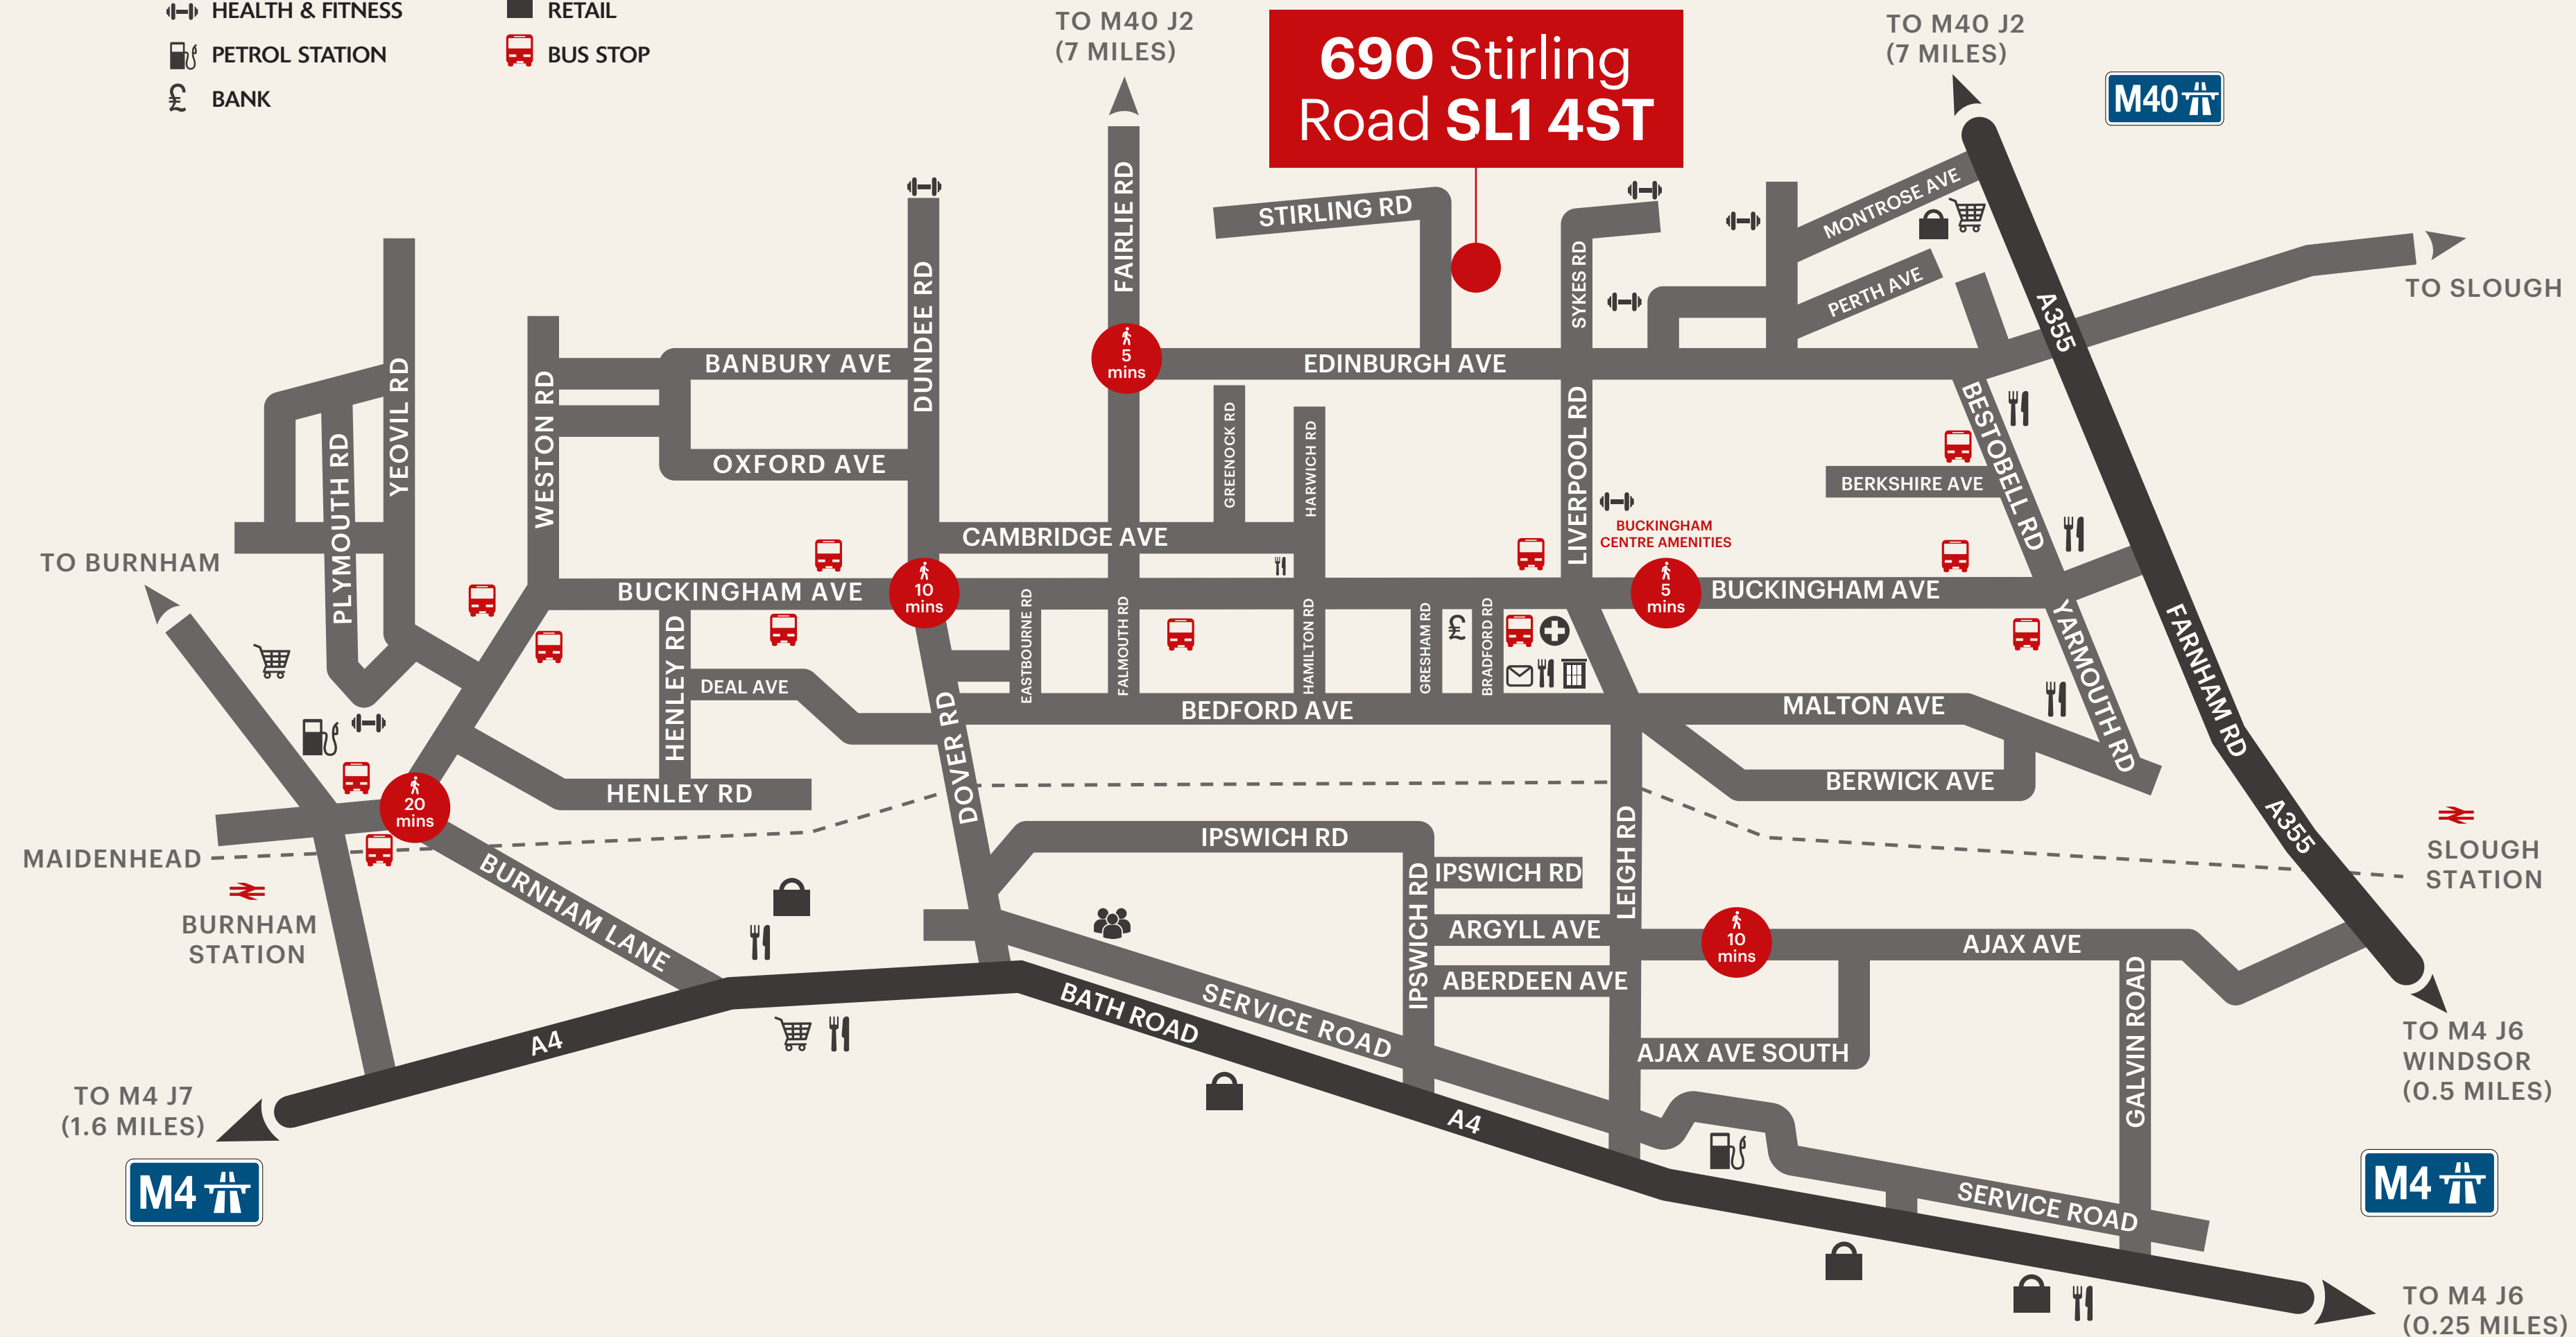 HEALTH & FITNESS
RETAIL
PETROL STATION
BUS STOP
£ BANK
TO M40 J2
(7 MILES)
690 Stirling
Road SL1 4ST
TO M40 J2
(7 MILES)
M40
MONTROSE AVE
STIRLING RD
FAIRLIE RD
SYKES RD
PERTH AVE
A355
TO SLOUGH
DUNDEE RD
5
mins
EDINBURGH AVE
BANBURY AVE
YEOVIL RD
WESTON RD
OXFORD AVE
PLYMOUTH RD
GREENOCK RD
HARWICH RD
LIVERPOOL RD
BESTOBELL RD
BERKSHIRE AVE
BUCKINGHAM
CENTRE AMENITIES
CAMBRIDGE AVE
TO BURNHAM
BUCKINGHAM AVE
10
mins
5
mins
BUCKINGHAM AVE
HENLEY RD
EASTBOURNE RD
FALMOUTH RD
HAMILTON RD
GRESHAM RD
£
BRADFORD RD
YARMOUTH RD
FARNHAM RD
DEAL AVE
DOVER RD
BEDFORD AVE
MALTON AVE
HENLEY RD
BERWICK AVE
20
mins
A355
MAIDENHEAD
BURNHAM
STATION
BURNHAM LANE
IPSWICH RD
IPSWICH RD
IPSWICH RD
LEIGH RD
ARGYLL AVE
ABERDEEN AVE
10
mins
AJAX AVE
SLOUGH
STATION
AJAX AVE SOUTH
GALVIN ROAD
SERVICE ROAD
BATH ROAD
A4
A4
TO M4 J7
(1.6 MILES)
M4
TO M4 J6
WINDSOR
(0.5 MILES)
M4
SERVICE ROAD
TO M4 J6
(0.25 MILES)